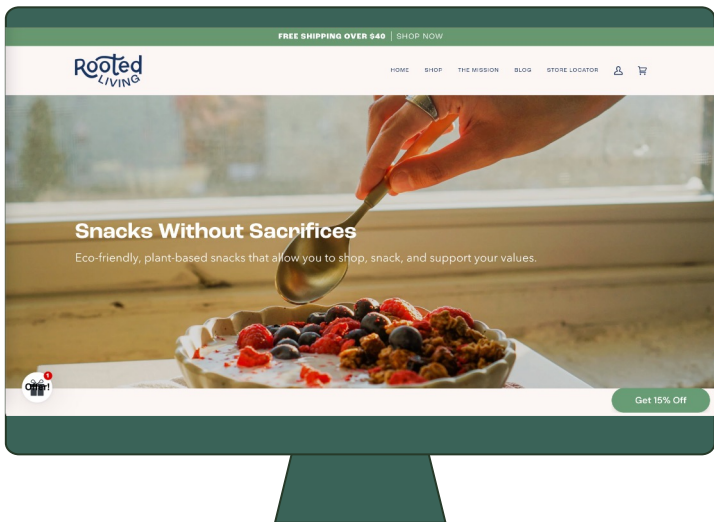 FREE SHIPPING OVER $40 | SHOP NOW
Rooted
LIVING
HOME SHOP THE MISSION BLOG STORE LOCATOR
Snacks Without Sacrifices
Eco-friendly, plant-based snacks that allow you to shop, snack, and support your values.
1
Offer!
Get 15% Off